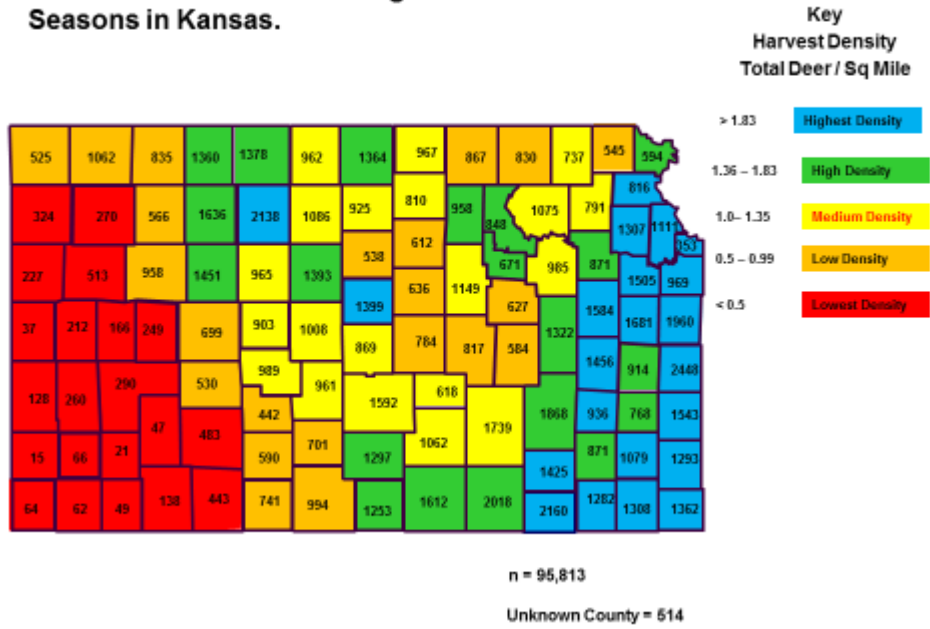 Seasons in Kansas.
Key
Harvest Density
Total Deer / Sq Mile
> 1.83 Highest Density
1.36 – 1.83 High Density
1.0– 1.35 Medium Density
0.5 – 0.99 Low Density
< 0.5 Lowest Density
525 1062 835 1360 1378 962 1364 967 867 830 737 545 594
324 270 566 1636 2138 1086 925 810 958 848 1075 791 816
1307 1111 353
227 513 958 1451 965 1393 538 612 1149 671 985 871 1505 969
37 212 166 249 699 903 1008 1399 636 627 1584 1681 1960
869 784 817 584 1322
128 260 290 530 989 961 1592 618 1456 914 2448
47 483 442 1062 1739 1868 936 768 1543
15 66 21 590 701 1297 1425 871 1079 1293
64 62 49 138 443 741 994 1253 1612 2018 2160 1282 1308 1362
n = 95,813
Unknown County = 514